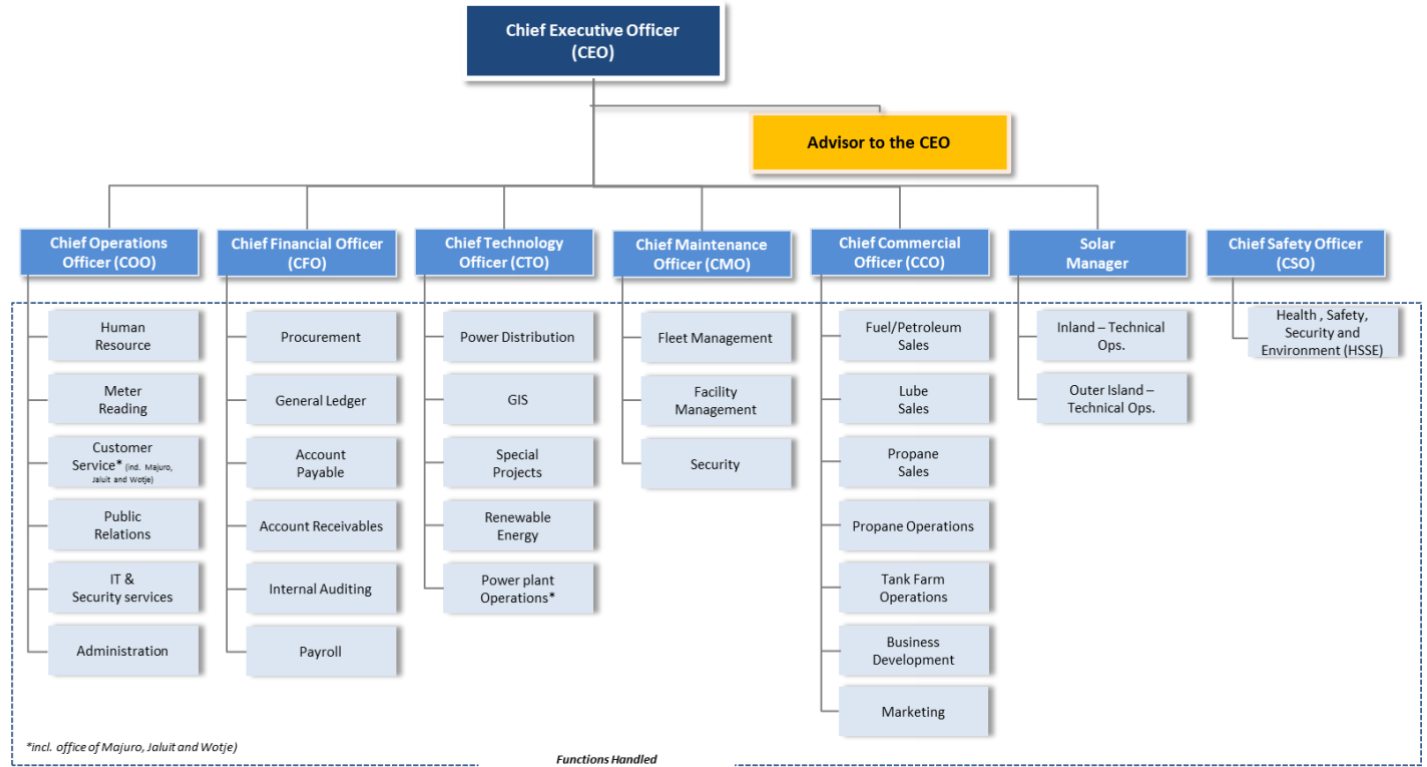 Chief Executive Officer
(CEO)
Advisor to the CEO
Chief Operations
Officer (COO)
Chief Financial Officer
(CFO)
Chief Technology
Officer (CTO)
Chief Maintenance
Officer (CMO)
Chief Commercial
Officer (CCO)
Solar
Manager
Chief Safety Officer
(CSO)
Human
Resource
Meter
Reading
Customer
Service* (incl. Majuro,
Jaluit and Wotje)
Public
Relations
IT &
Security services
Administration
Procurement
General Ledger
Account
Payable
Account Receivables
Internal Auditing
Payroll
Power Distribution
GIS
Special
Projects
Renewable
Energy
Power plant
Operations*
Fleet Management
Facility
Management
Security
Fuel/Petroleum
Sales
Lube
Sales
Propane
Sales
Propane Operations
Tank Farm
Operations
Business
Development
Marketing
Inland – Technical
Ops.
Outer Island –
Technical Ops.
Health , Safety,
Security and
Environment (HSSE)
*incl. office of Majuro, Jaluit and Wotje)
Functions Handled